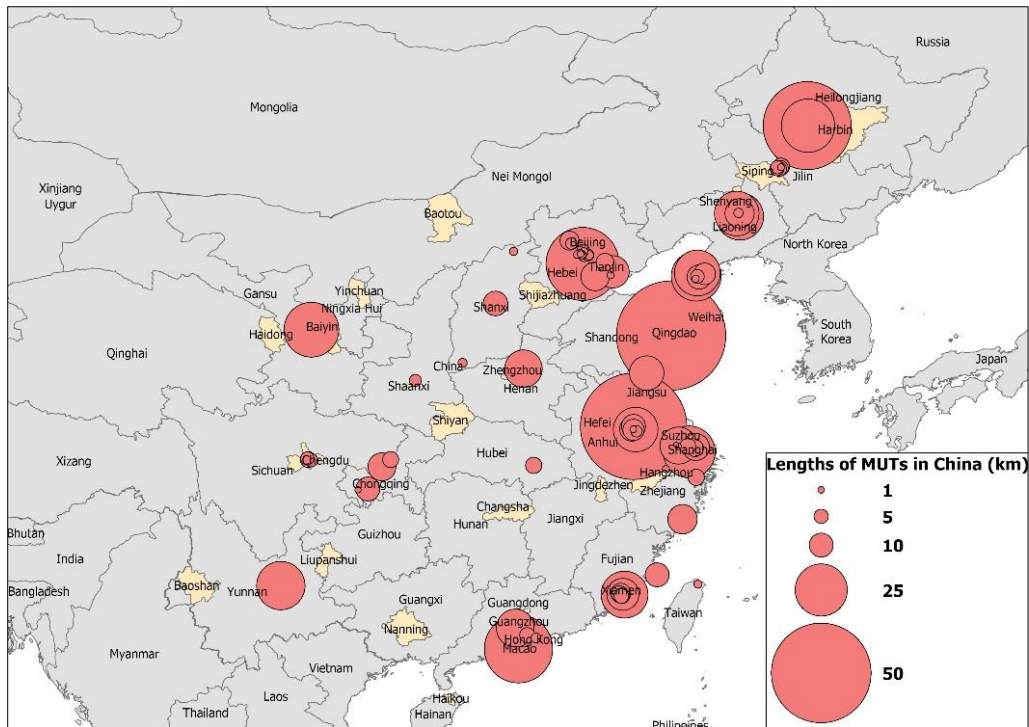 Russia
Heilongjiang
Mongolia
Harbin
Siping
Jilin
Xinjiang
Uygur
Nei Mongol
Baotou
Shenyang
Liaoning
North Korea
Beijing
Hebei
Tianjin
Gansu
Yinchuan
Ningxia Hui
Shijiazhuang
Shanxi
Weihai
South
Korea
Japan
Haidong
Baiyin
Shandong
Qingdao
Qinghai
China
Zhengzhou
Henan
Shaanxi
Jiangsu
Shiyan
Hefei
Anhui
Suzhou
Shanghai
Xizang
Sichuan
Chengdu
Hubei
Hangzhou
Chongqing
Jingdezhen
Zhejiang
Changsha
Hunan
Jiangxi
Bhutan
Guizhou
India
Liupanshui
Fujian
Bangladesh
Baoshan
Yunnan
Xiamen
Taiwan
Guangxi
Guangdong
Guangzhou
Nanning
Hong Kong
Macao
Myanmar
Vietnam
Laos
Haikou
Hainan
Thailand
Philippines
Lengths of MUTs in China (km)
1
5
10
25
50